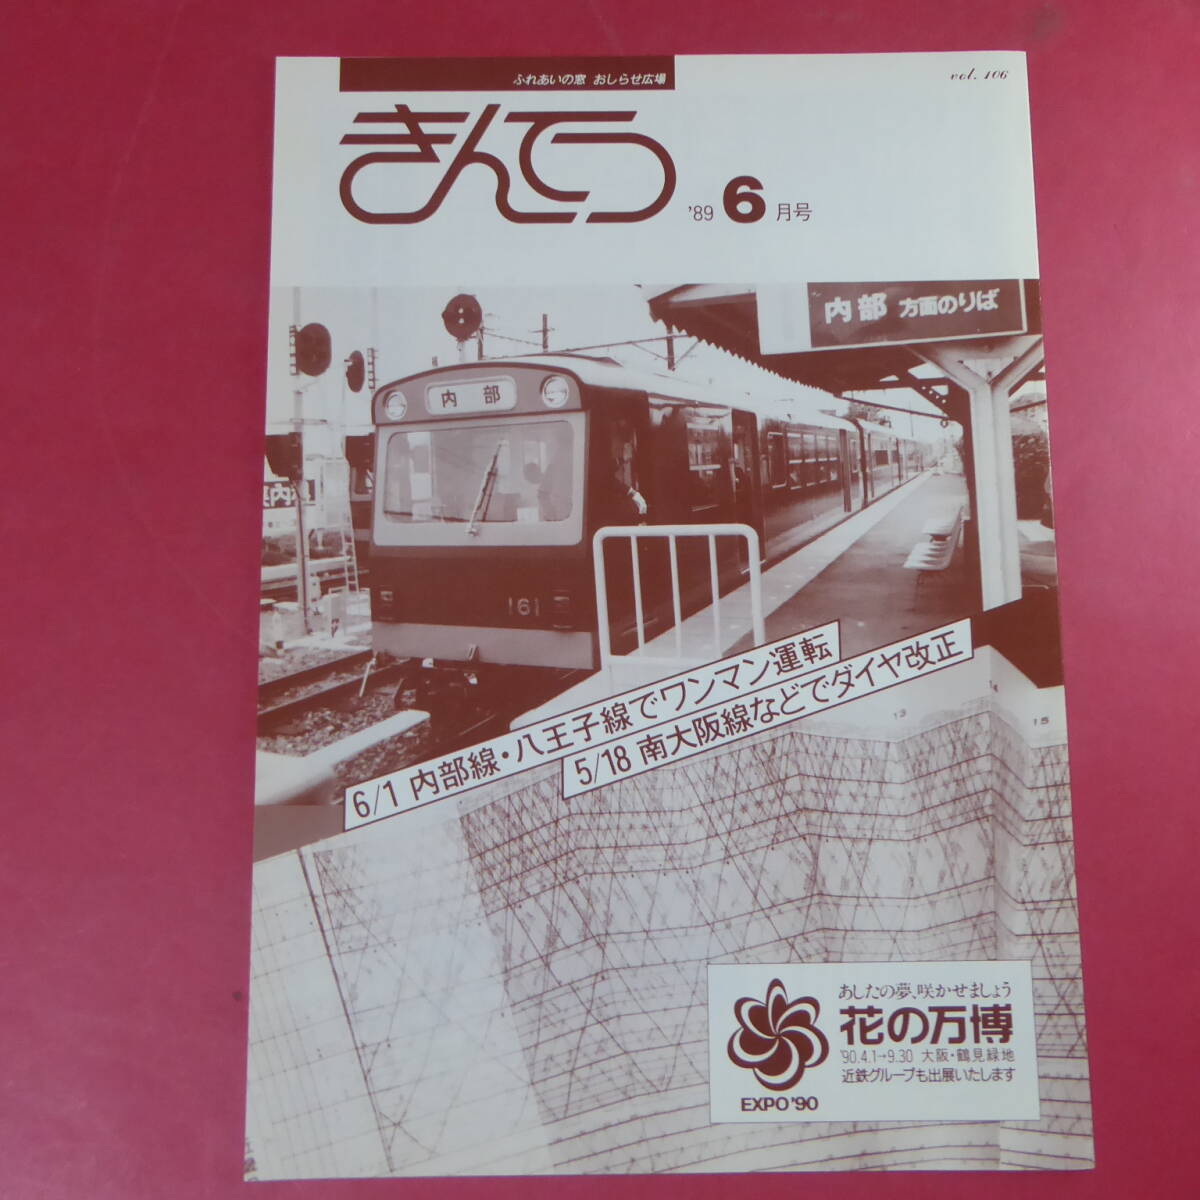 ふれあいの窓 おしらせ広場
vol. 106
きんてつ
'89 6月号
内部 方面のりば
内部
161
6/1 内部線・八王子線でワンマン運転
5/18 南大阪線などでダイヤ改正
13
14
15
あしたの夢、咲かせましょう
花の万博
'90.4.1→9.30 大阪・鶴見緑地
近鉄グループも出展いたします
EXPO'90